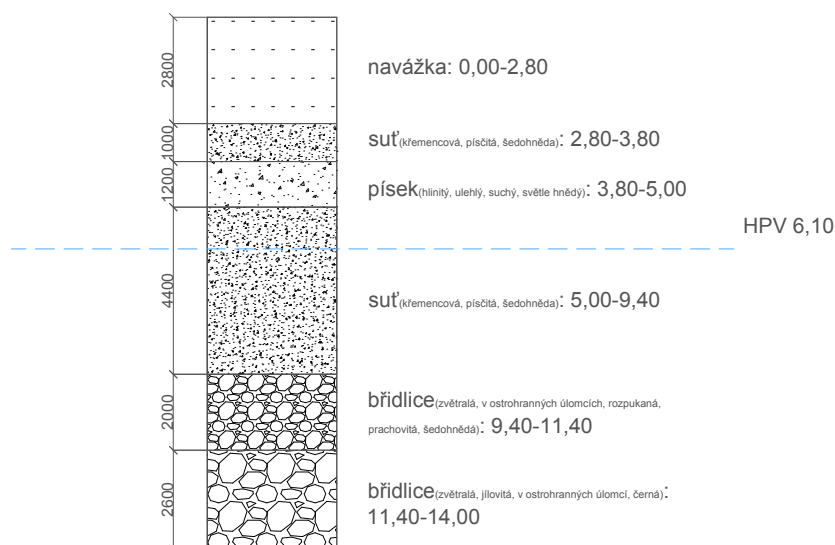 2800
navážka: 0,00-2,80
1000
suť(křemencová, písčitá, šedohněda): 2,80-3,80
1200
písek(hlinitý, ulehlý, suchý, světle hnědý): 3,80-5,00
HPV 6,10
4400
suť(křemencová, písčitá, šedohněda): 5,00-9,40
2000
břidlice(zvětralá, v ostrohranných úlomcích, rozpukaná,
prachovitá, šedohnědá): 9,40-11,40
2600
břidlice(zvětralá, jílovitá, v ostrohranných úlomcí, černá):
11,40-14,00